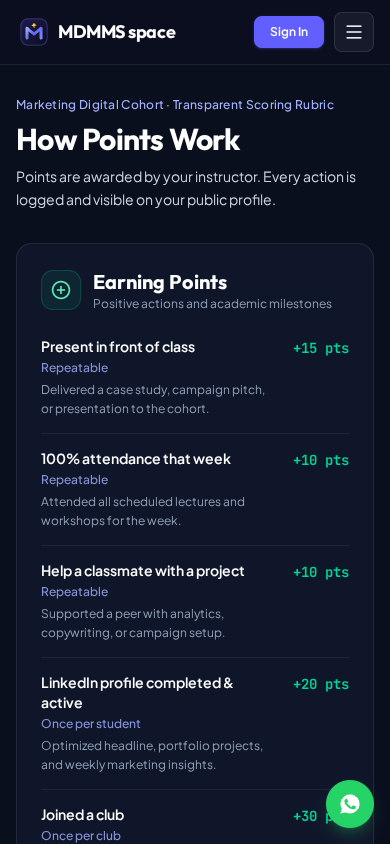 MDMMS space
Sign In
Marketing Digital Cohort · Transparent Scoring Rubric
How Points Work
Points are awarded by your instructor. Every action is
logged and visible on your public profile.
Earning Points
Positive actions and academic milestones
Present in front of class
+15 pts
Repeatable
Delivered a case study, campaign pitch,
or presentation to the cohort.
100% attendance that week
+10 pts
Repeatable
Attended all scheduled lectures and
workshops for the week.
Help a classmate with a project
+10 pts
Repeatable
Supported a peer with analytics,
copywriting, or campaign setup.
LinkedIn profile completed &
active
+20 pts
Once per student
Optimized headline, portfolio projects,
and weekly marketing insights.
Joined a club
+30
Once per club